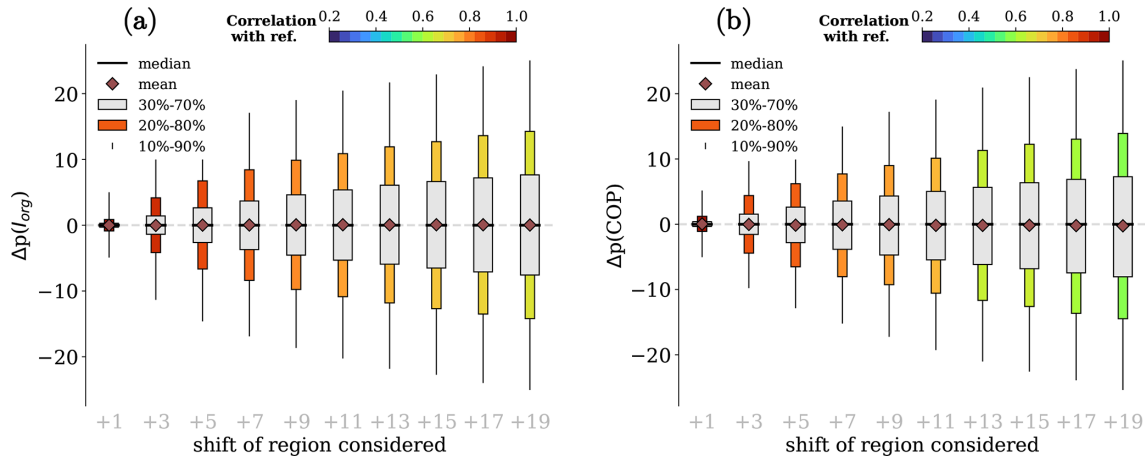 (a)
Correlation
with ref.
0.2 0.4 0.6 0.8 1.0
median
mean
30%-70%
20%-80%
10%-90%
Δp(I_org)
20
10
0
−10
−20
+1 +3 +5 +7 +9 +11 +13 +15 +17 +19
shift of region considered
(b)
Correlation
with ref.
0.2 0.4 0.6 0.8 1.0
median
mean
30%-70%
20%-80%
10%-90%
Δp(COP)
20
10
0
−10
−20
+1 +3 +5 +7 +9 +11 +13 +15 +17 +19
shift of region considered